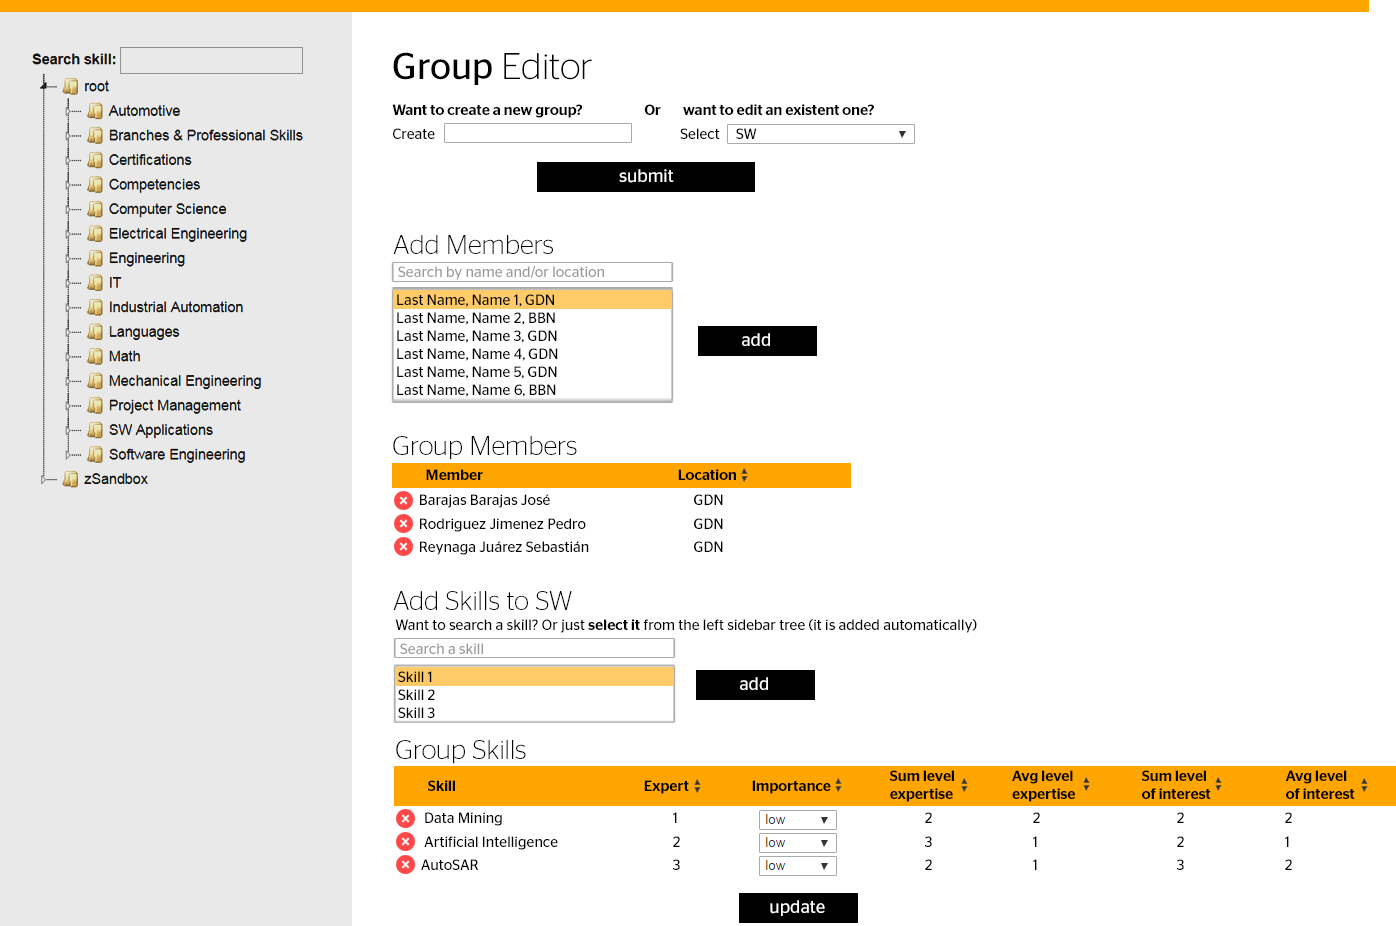 Search skill:
root
Automotive
Branches & Professional Skills
Certifications
Competencies
Computer Science
Electrical Engineering
Engineering
IT
Industrial Automation
Languages
Math
Mechanical Engineering
Project Management
SW Applications
Software Engineering
zSandbox
Group Editor
Want to create a new group? Or want to edit an existent one?
Create Select SW
submit
Add Members
Search by name and/or location
Last Name, Name 1, GDN
Last Name, Name 2, BBN
Last Name, Name 3, GDN
Last Name, Name 4, GDN
Last Name, Name 5, GDN
Last Name, Name 6, BBN
add
Group Members
Member Location
Barajas Barajas José GDN
Rodriguez Jimenez Pedro GDN
Reynaga Juárez Sebastián GDN
Add Skills to SW
Want to search a skill? Or just select it from the left sidebar tree (it is added automatically)
Search a skill
Skill 1
Skill 2
Skill 3
add
Group Skills
Skill Expert Importance Sum level expertise Avg level expertise Sum level of interest Avg level of interest
Data Mining 1 low 2 2 2 2
Artificial Intelligence 2 low 3 1 2 1
AutoSAR 3 low 2 1 3 2
update